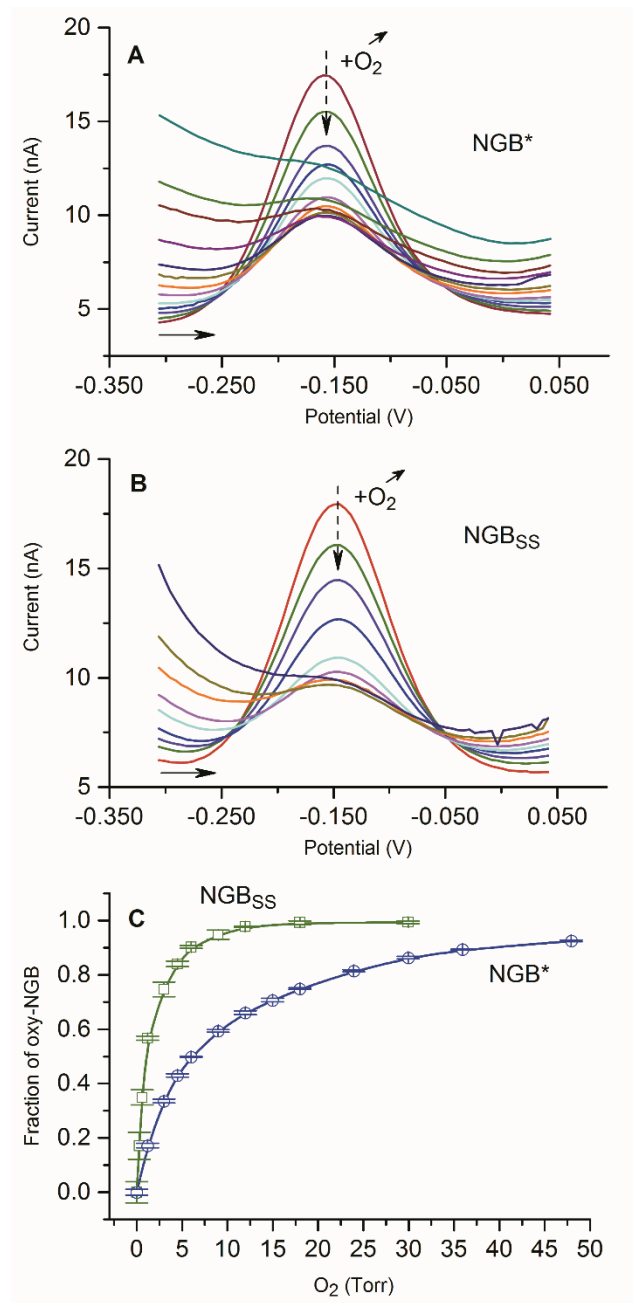 A
+O2
NGB*
Current (nA)
20
15
10
5
-0.350
-0.250
-0.150
-0.050
0.050
Potential (V)
B
+O2
NGBSS
Current (nA)
20
15
10
5
-0.350
-0.250
-0.150
-0.050
0.050
Potential (V)
C
NGBSS
NGB*
Fraction of oxy-NGB
1.0
0.8
0.6
0.4
0.2
0.0
0
5
10
15
20
25
30
35
40
45
50
O2 (Torr)